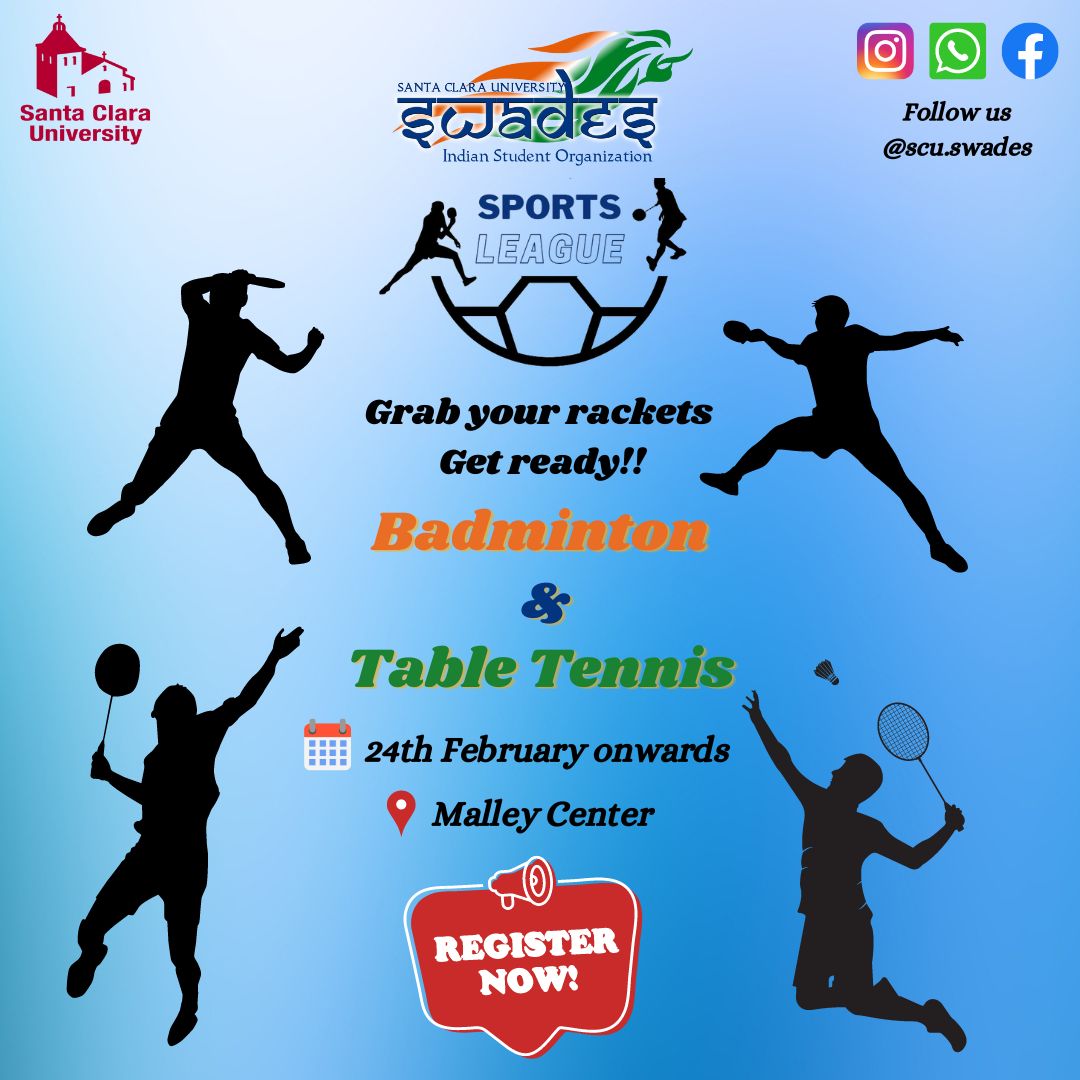 Santa Clara
University
SANTA CLARA UNIVERSITY
SWADES
Indian Student Organization
Follow us
@scu.swades
SPORTS
LEAGUE
Grab your rackets
Get ready!!
Badminton
&
Table Tennis
24th February onwards
Malley Center
REGISTER
NOW!